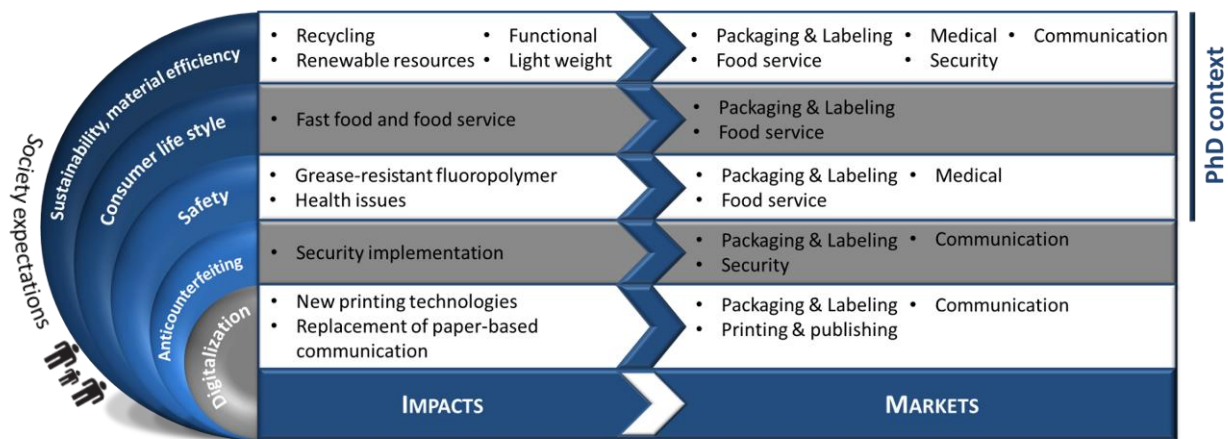 Society expectations
Sustainability, material efficiency
• Recycling • Functional
• Renewable resources • Light weight
• Packaging & Labeling • Medical • Communication
• Food service • Security
Consumer life style
• Fast food and food service
• Packaging & Labeling
• Food service
Safety
• Grease-resistant fluoropolymer
• Health issues
• Packaging & Labeling • Medical
• Food service
Anticounterfeiting
• Security implementation
• Packaging & Labeling • Communication
• Security
Digitalization
• New printing technologies
• Replacement of paper-based
communication
• Packaging & Labeling • Communication
• Printing & publishing
IMPACTS
MARKETS
PhD context